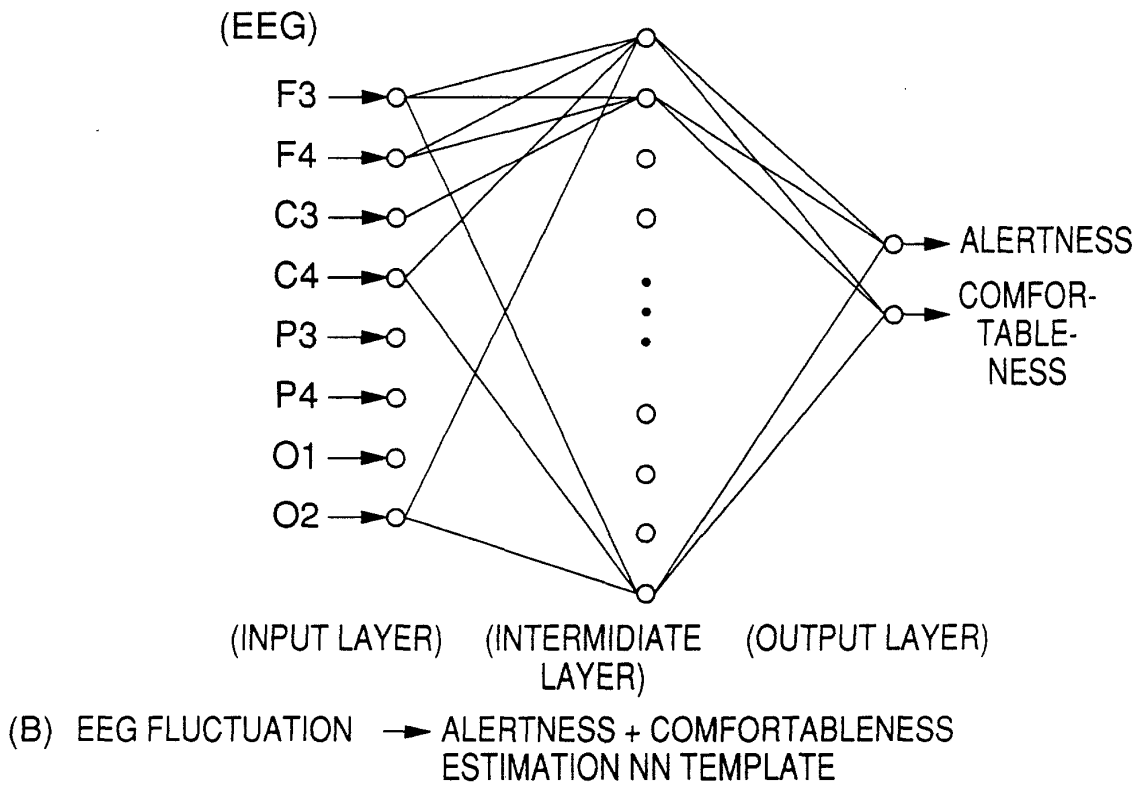 (EEG)
F3
F4
C3
C4
P3
P4
O1
O2
ALERTNESS
COMFOR-
TABLE-
NESS
(INPUT LAYER)
(INTERMIDIATE
LAYER)
(OUTPUT LAYER)
(B) EEG FLUCTUATION → ALERTNESS + COMFORTABLENESS
ESTIMATION NN TEMPLATE